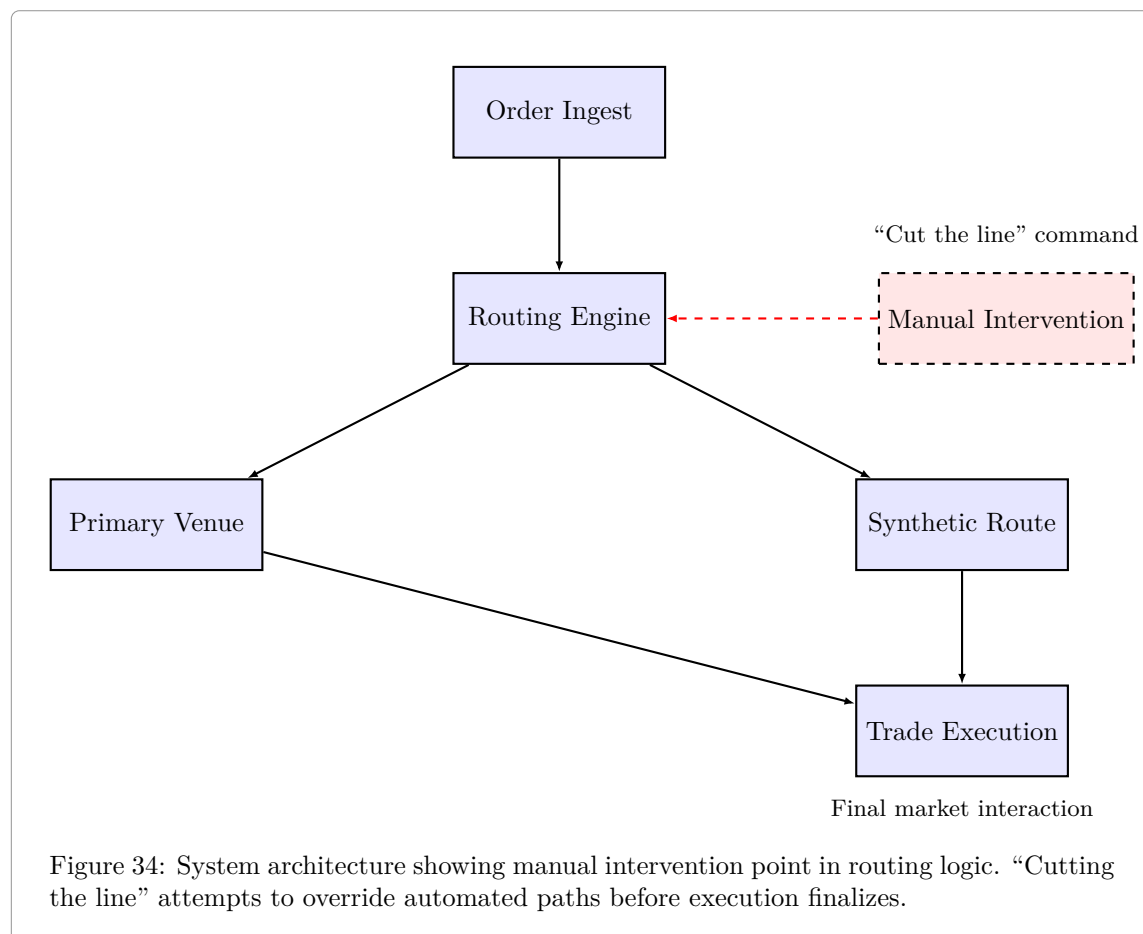 Order Ingest
“Cut the line” command
Routing Engine
Manual Intervention
Primary Venue
Synthetic Route
Trade Execution
Final market interaction
Figure 34: System architecture showing manual intervention point in routing logic. “Cutting
the line” attempts to override automated paths before execution finalizes.